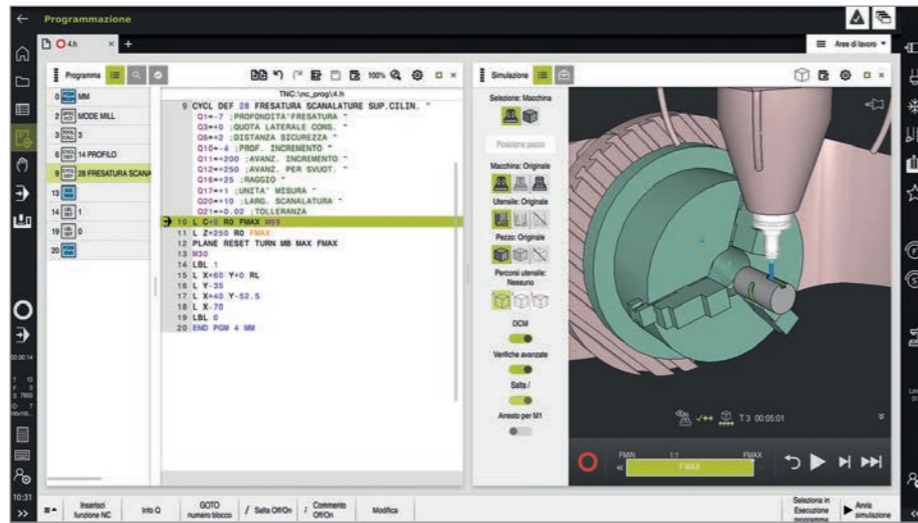 Programmazione
4.h
Aree di lavoro
Programma
100%
Simulazione
TNC:\nc_prog\4.h
0 MM
2 MODE MILL
3 3
6 14 PROFILO
9 28 FRESATURA SCANA
13
14 1
19 0
20
9 CYCL DEF 28 FRESATURA SCANALATURE SUP.CILIN. ~
Q1=-7 ;PROFONDITA'FRESATURA ~
Q3=+0 ;QUOTA LATERALE CONS. ~
Q6=+2 ;DISTANZA SICUREZZA ~
Q10=-4 ;PROF. INCREMENTO ~
Q11=+200 ;AVANZ. INCREMENTO ~
Q12=+250 ;AVANZ. PER SVUOT. ~
Q16=+25 ;RAGGIO ~
Q17=+1 ;UNITA' MISURA ~
Q20=+10 ;LARG. SCANALATURA ~
Q21=+0.02 ;TOLLERANZA
10 L C+0 R0 FMAX M99
11 L Z+250 R0 FMAX
12 PLANE RESET TURN MB MAX FMAX
13 M30
14 LBL 1
15 L X+60 Y+0 RL
16 L Y-35
17 L X+40 Y-52.5
18 L X-70
19 LBL 0
20 END PGM 4 MM
Selezione: Macchina
Posizione pezzo
Macchina: Originale
Utensile: Originale
Pezzo: Originale
Percorsi utensile:
Nessuno
DCM
Verifiche avanzate
Salta /
Arresto per M1
T 3 00:05:01
FMIN 1:1 FMAX
F MAX
00:00:14
T 10
F 0
S 7600
10:31
Inserisci
funzione NC
Info Q
GOTO
numero blocco
/ Salta Off/On
; Commento
Off/On
Modifica
Seleziona in
Esecuzione
programma
Avvia
simulazione